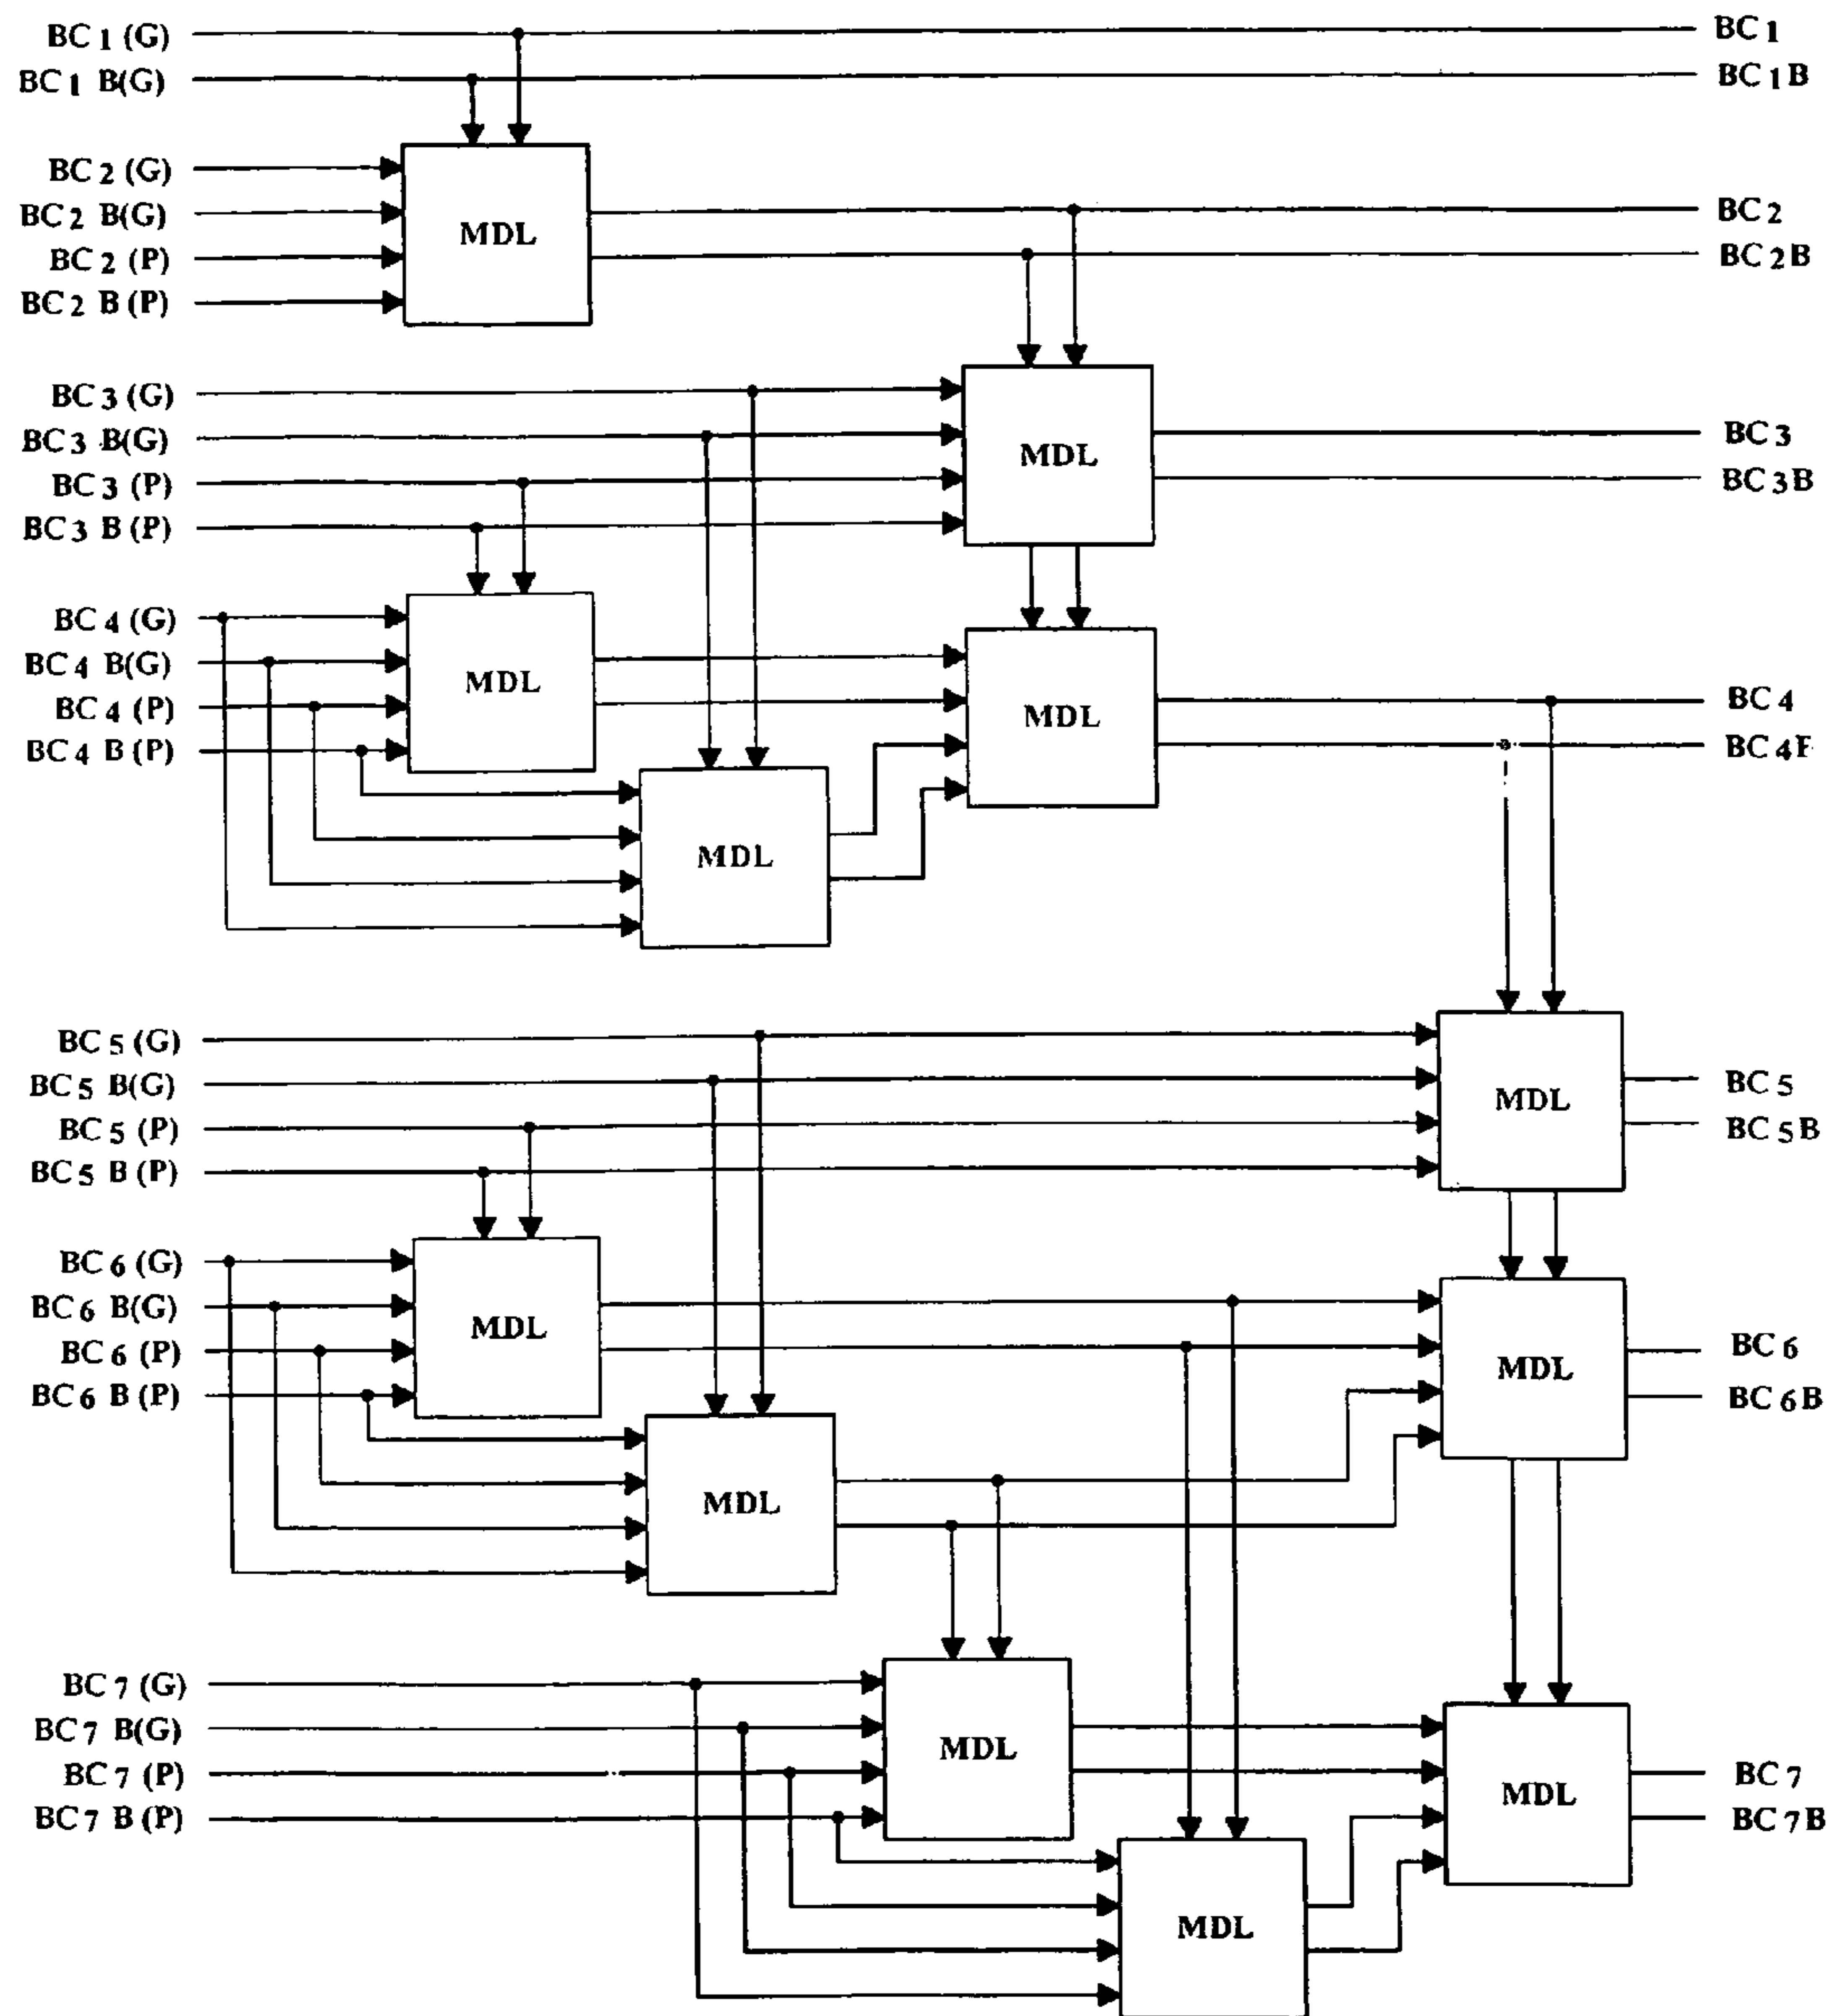 BC 1 (G)
BC 1
BC 1 B(G)
BC 1 B
BC 2 (G)
BC 2 B(G)
MDL
BC 2
BC 2 (P)
BC 2 B
BC 2 B (P)
BC 3 (G)
BC 3 B(G)
MDL
BC 3
BC 3 (P)
BC 3 B
BC 3 B (P)
BC 4 (G)
BC 4 B(G)
MDL
MDL
BC 4
BC 4 (P)
BC 4 B (P)
MDL
BC 5 (G)
BC 5 B(G)
MDL
BC 5
BC 5 (P)
BC 5 B
BC 5 B (P)
BC 6 (G)
BC 6 B(G)
MDL
BC 6 (P)
MDL
BC 6
BC 6 B (P)
BC 6 B
MDL
BC 7 (G)
BC 7 B(G)
MDL
BC 7 (P)
MDL
BC 7
BC 7 B (P)
BC 7 B
MDL